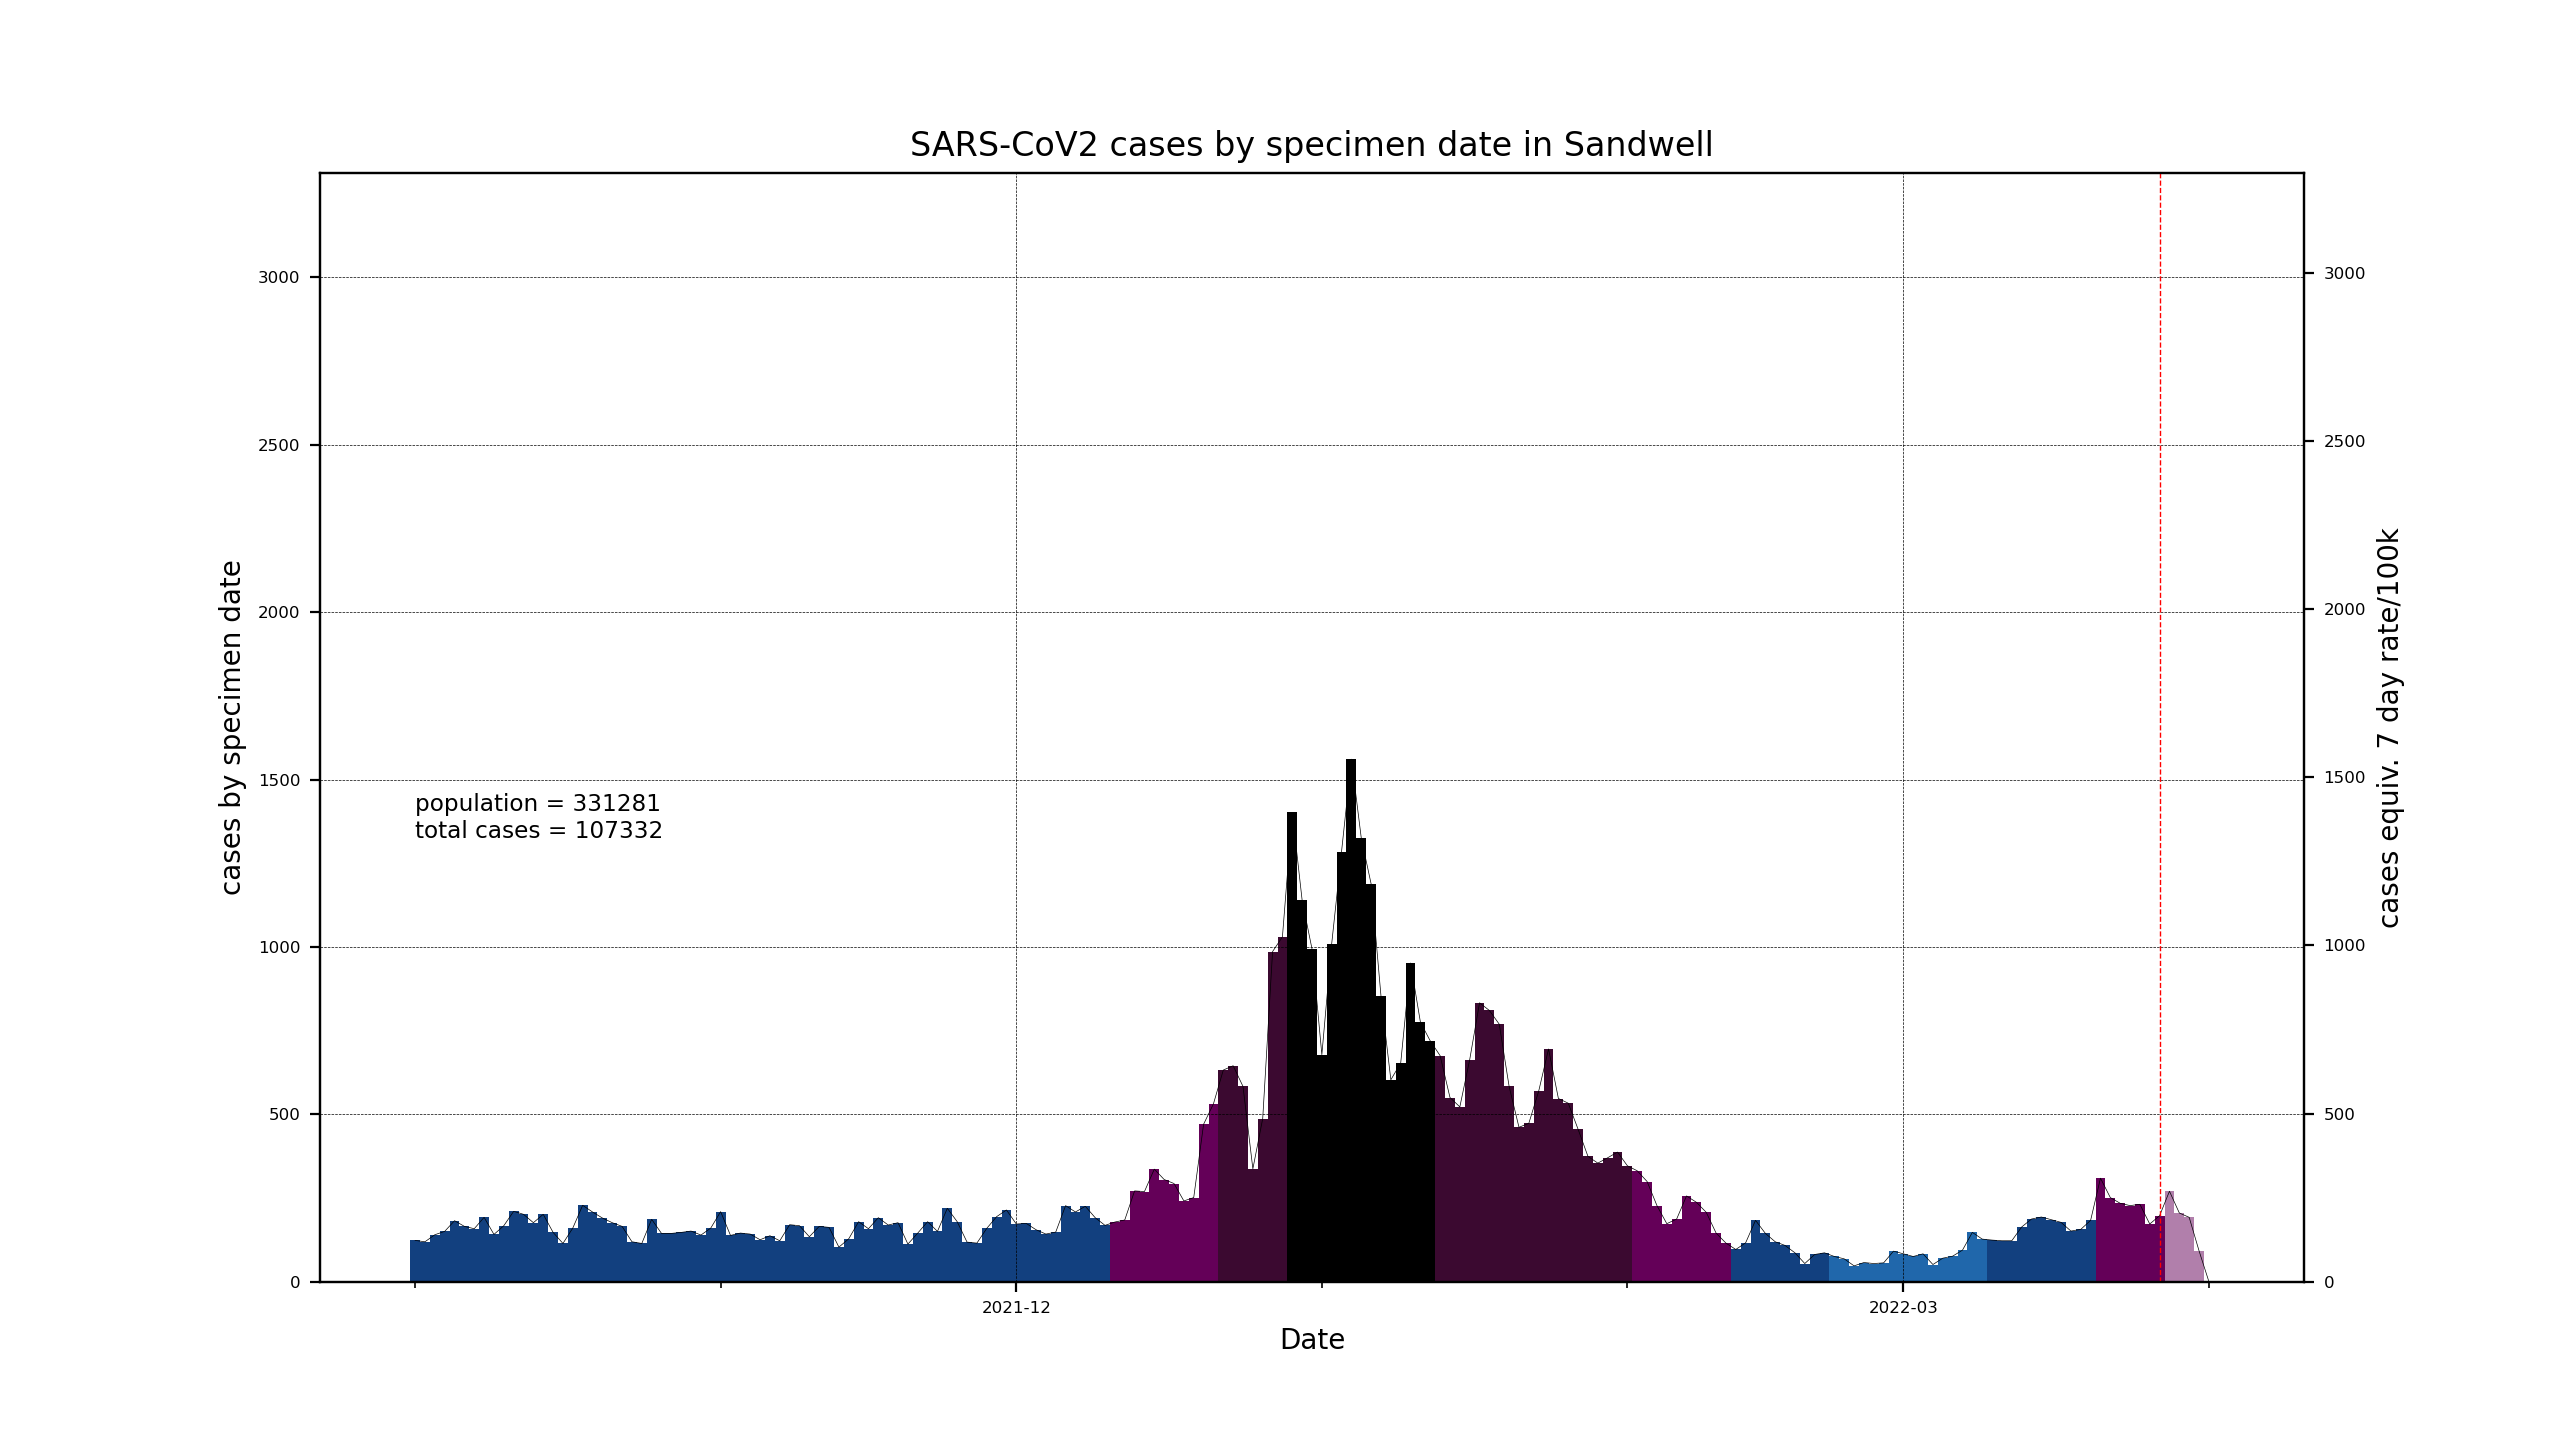 SARS-CoV2 cases by specimen date in Sandwell
cases by specimen date
3000
2500
2000
1500
1000
500
0
population = 331281
total cases = 107332
3000
2500
2000
1500
1000
500
0
cases equiv. 7 day rate/100k
2021-12
2022-03
Date